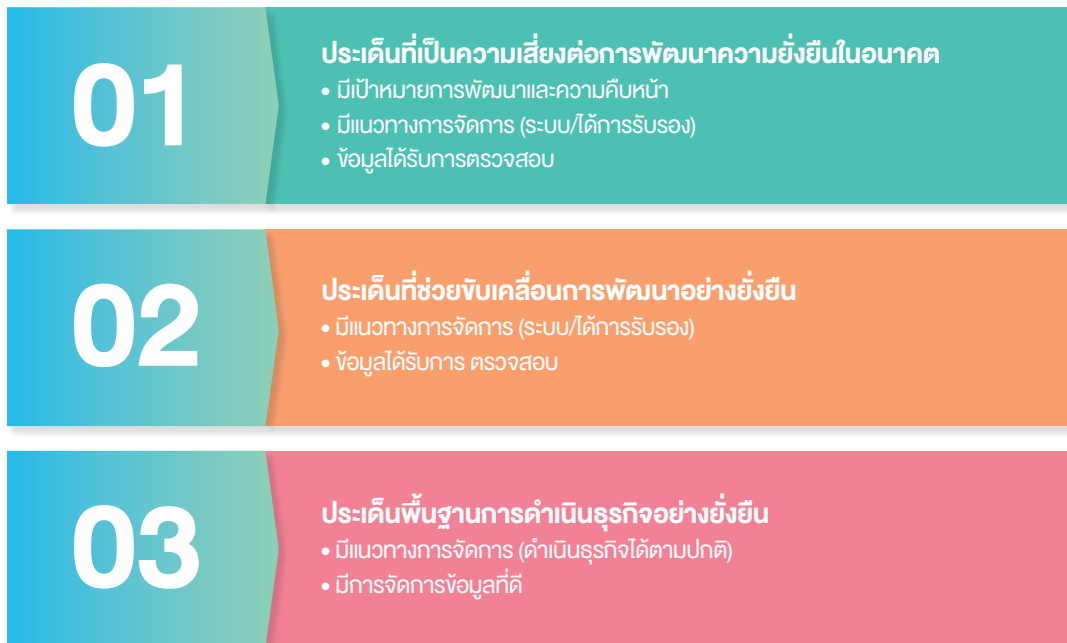 01
ประเด็นที่เป็นความเสี่ยงต่อการพัฒนาความยั่งยืนในอนาคต
• มีเป้าหมายการพัฒนาและความคืบหน้า
• มีแนวทางการจัดการ (ระบบ/ได้การรับรอง)
• ข้อมูลได้รับการตรวจสอบ
02
ประเด็นที่ช่วยขับเคลื่อนการพัฒนาอย่างยั่งยืน
• มีแนวทางการจัดการ (ระบบ/ได้การรับรอง)
• ข้อมูลได้รับการ ตรวจสอบ
03
ประเด็นพื้นฐานการดำเนินธุรกิจอย่างยั่งยืน
• มีแนวทางการจัดการ (ดำเนินธุรกิจได้ตามปกติ)
• มีการจัดการข้อมูลที่ดี